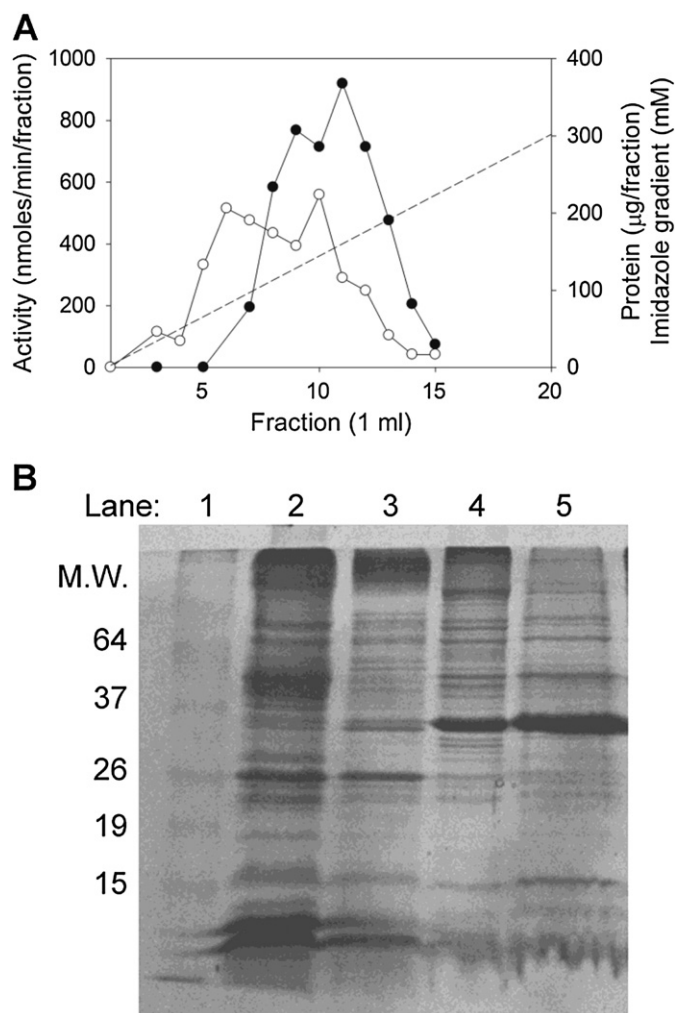 A
Activity (nmoles/min/fraction)
1000
800
600
400
200
0
5
10
15
20
Fraction (1 ml)
400
300
200
100
0
Protein (μg/fraction)
Imidazole gradient (mM)
B
Lane: 1 2 3 4 5
M.W.
64
37
26
19
15